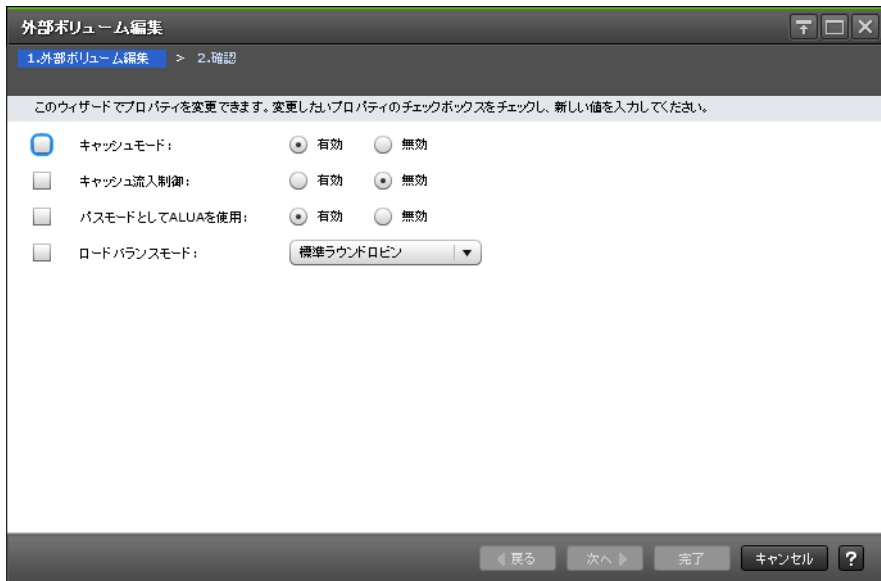 外部ボリューム編集
1.外部ボリューム編集 > 2.確認
このウィザードでプロパティを変更できます。変更したいプロパティのチェックボックスをチェックし、新しい値を入力してください。
キャッシュモード: 有効 無効
キャッシュ流入制御: 有効 無効
パスモードとしてALUAを使用: 有効 無効
ロードバランスモード: 標準ラウンドロビン ▼
◀戻る 次へ▶ 完了 キャンセル ?